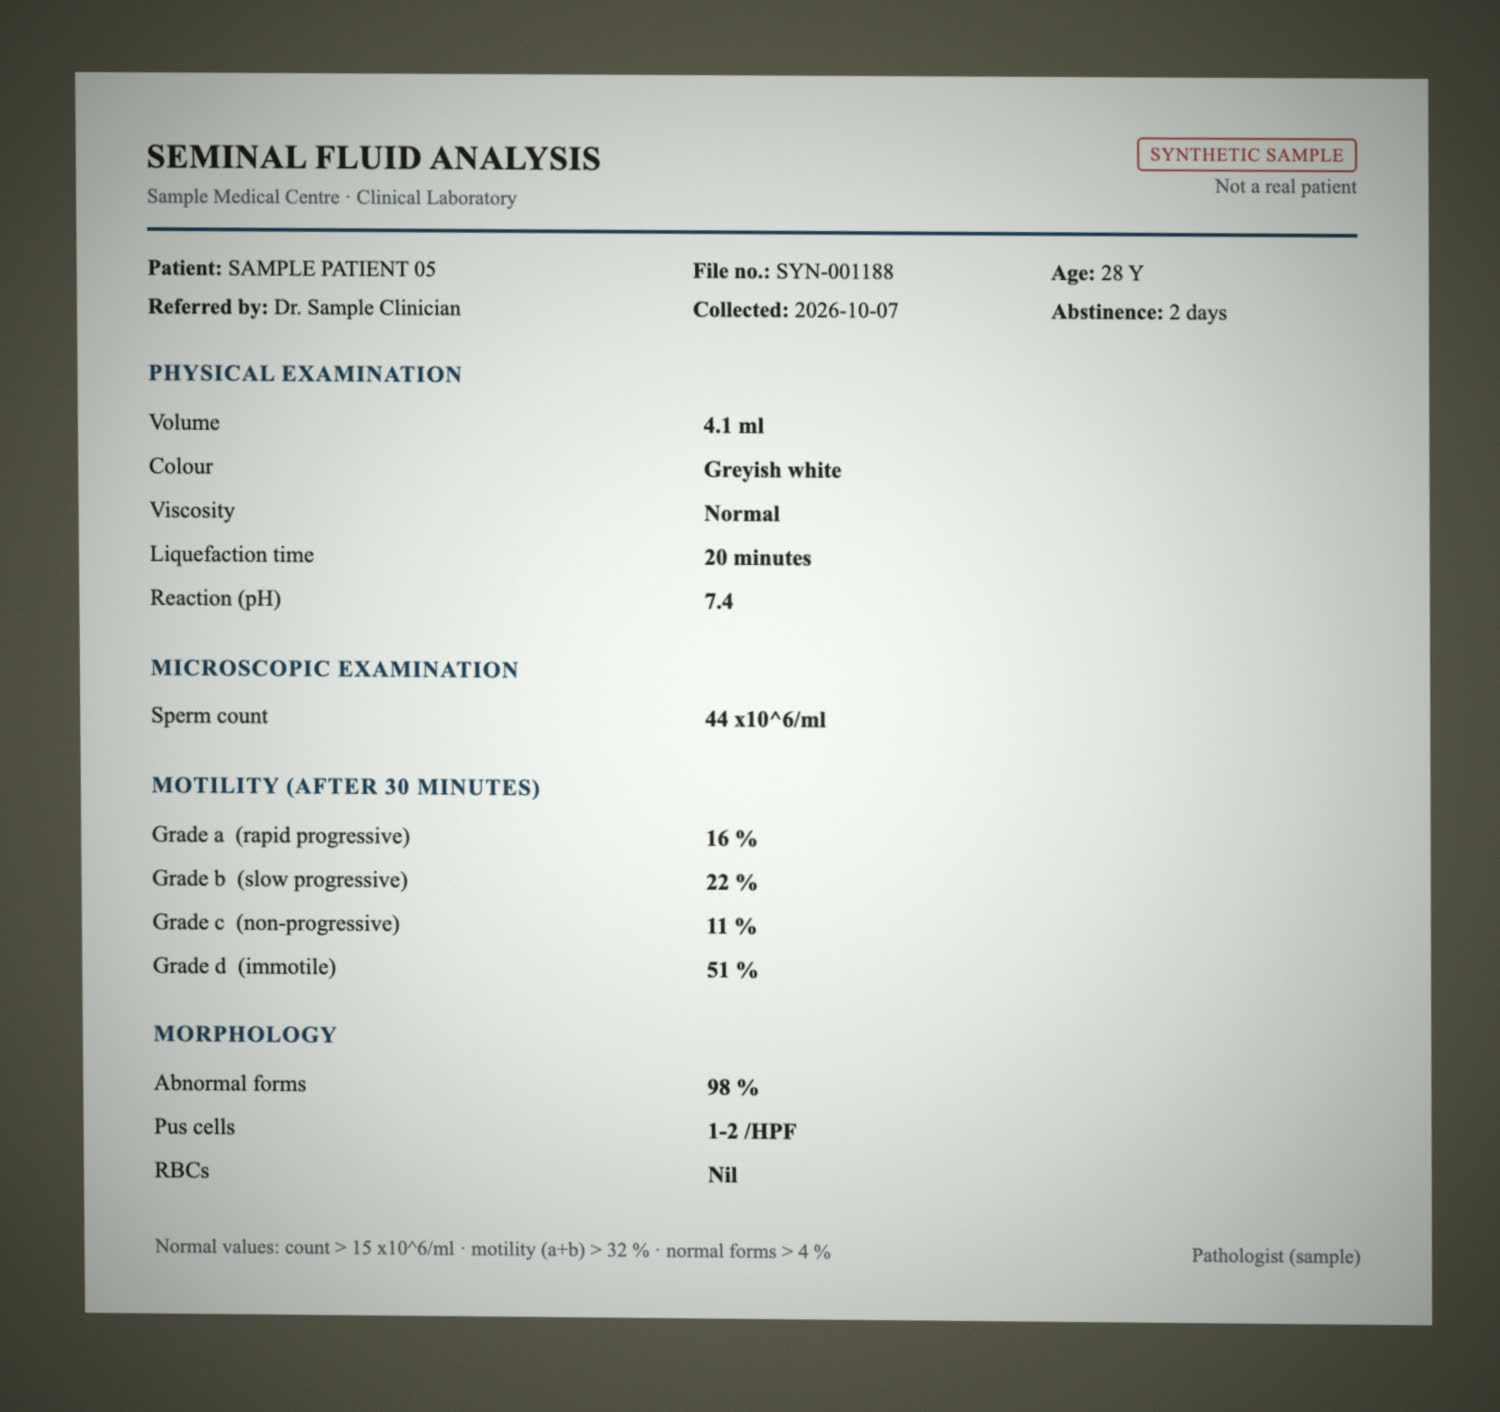 SEMINAL FLUID ANALYSIS
SYNTHETIC SAMPLE
Sample Medical Centre · Clinical Laboratory
Not a real patient
Patient: SAMPLE PATIENT 05 File no.: SYN-001188 Age: 28 Y
Referred by: Dr. Sample Clinician Collected: 2026-10-07 Abstinence: 2 days
PHYSICAL EXAMINATION
Volume 4.1 ml
Colour Greyish white
Viscosity Normal
Liquefaction time 20 minutes
Reaction (pH) 7.4
MICROSCOPIC EXAMINATION
Sperm count 44 x10^6/ml
MOTILITY (AFTER 30 MINUTES)
Grade a (rapid progressive) 16 %
Grade b (slow progressive) 22 %
Grade c (non-progressive) 11 %
Grade d (immotile) 51 %
MORPHOLOGY
Abnormal forms 98 %
Pus cells 1-2 /HPF
RBCs Nil
Normal values: count > 15 x10^6/ml · motility (a+b) > 32 % · normal forms > 4 %
Pathologist (sample)